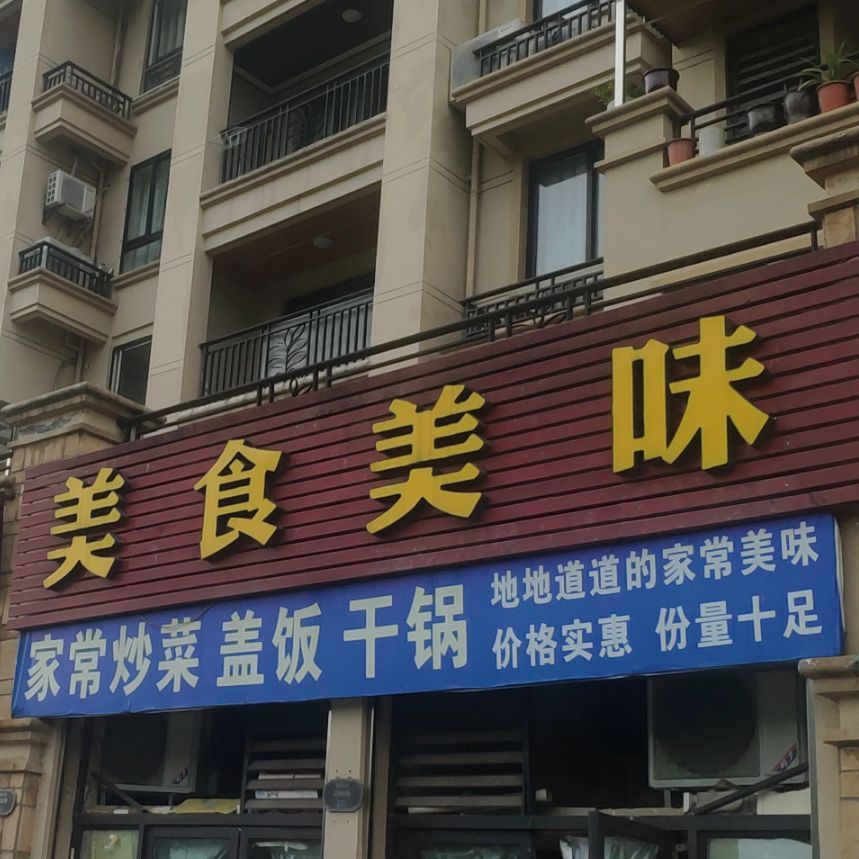 美食美味
家常炒菜 盖饭 干锅
地地道道的家常美味
价格实惠 份量十足